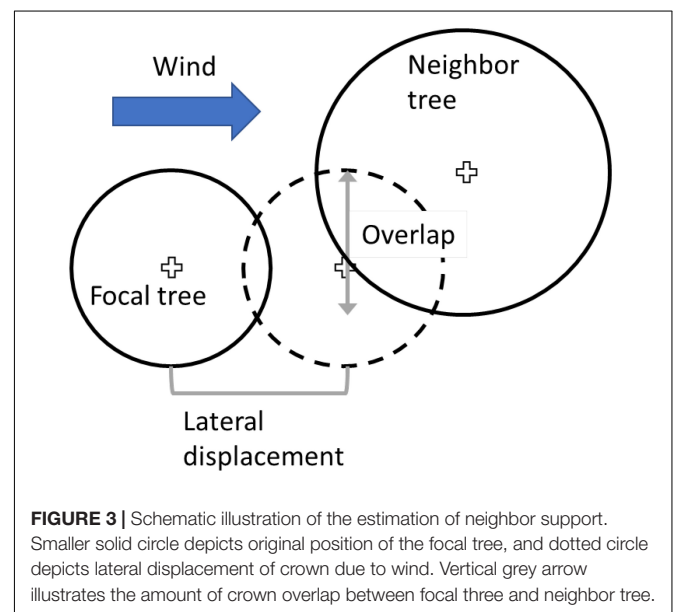 Wind
Neighbor
tree
Overlap
Focal tree
Lateral
displacement
FIGURE 3 | Schematic illustration of the estimation of neighbor support.
Smaller solid circle depicts original position of the focal tree, and dotted circle
depicts lateral displacement of crown due to wind. Vertical grey arrow
illustrates the amount of crown overlap between focal three and neighbor tree.